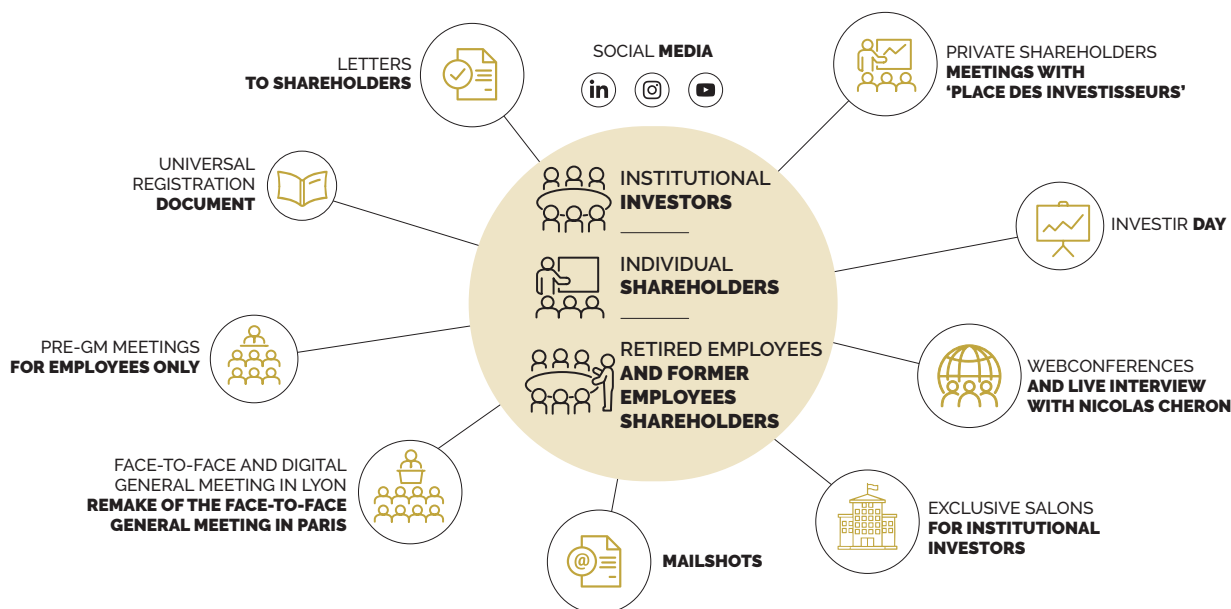 LETTERS
TO SHAREHOLDERS
SOCIAL MEDIA
in
PRIVATE SHAREHOLDERS
MEETINGS WITH
‘PLACE DES INVESTISSEURS’
UNIVERSAL
REGISTRATION
DOCUMENT
INSTITUTIONAL
INVESTORS
INVESTIR DAY
INDIVIDUAL
SHAREHOLDERS
PRE-GM MEETINGS
FOR EMPLOYEES ONLY
RETIRED EMPLOYEES
AND FORMER
EMPLOYEES
SHAREHOLDERS
WEBCONFERENCES
AND LIVE INTERVIEW
WITH NICOLAS CHERON
FACE-TO-FACE AND DIGITAL
GENERAL MEETING IN LYON
REMAKE OF THE FACE-TO-FACE
GENERAL MEETING IN PARIS
@
MAILSHOTS
EXCLUSIVE SALONS
FOR INSTITUTIONAL
INVESTORS